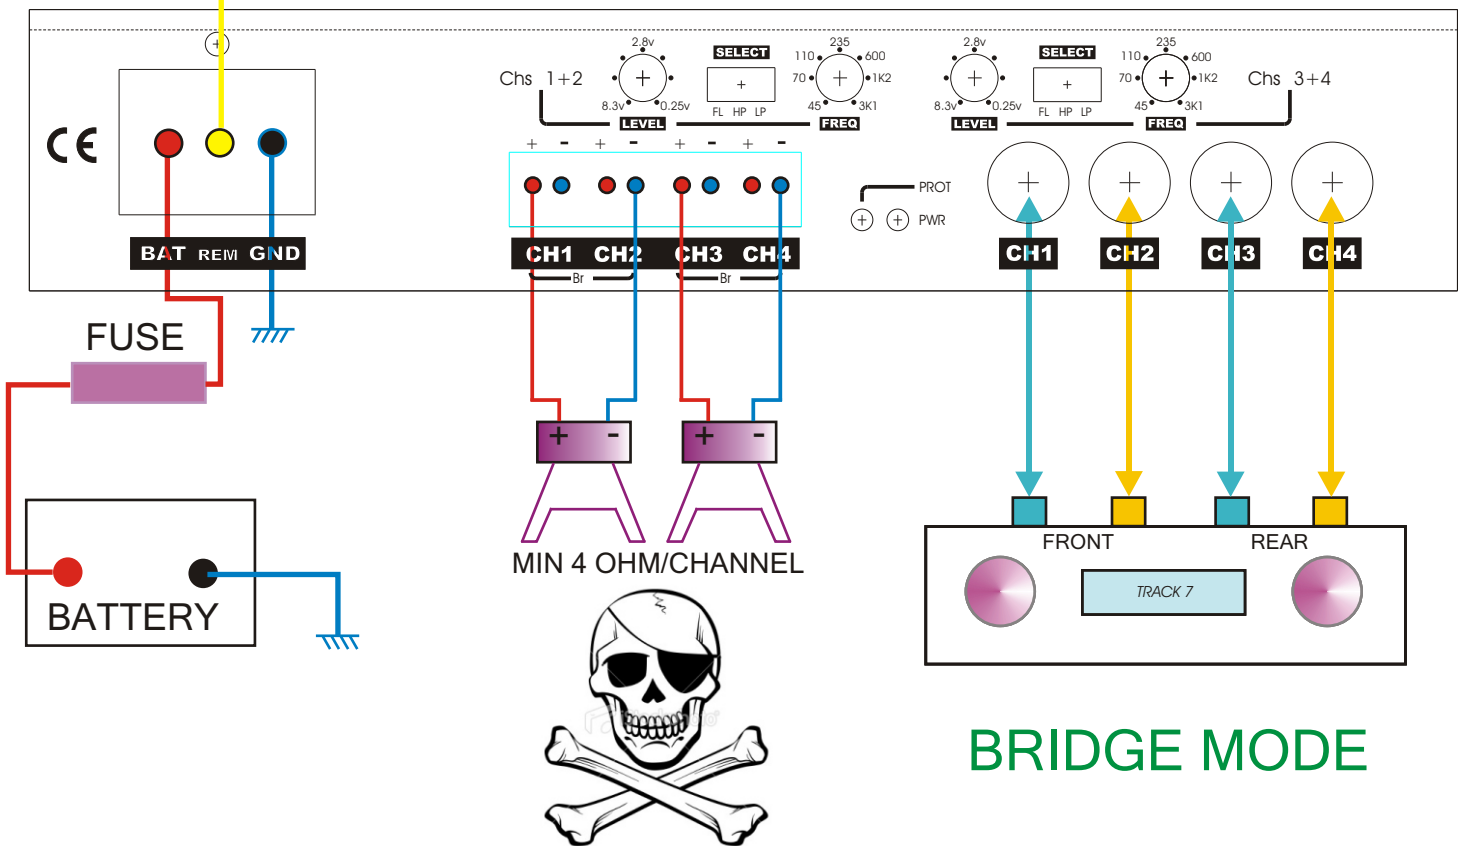 2.8v
SELECT
235
110
600
Chs 1+2
70
1K2
8.3v
0.25v
FL HP LP
45
3K1
LEVEL
FREQ
2.8v
SELECT
235
110
600
70
1K2
Chs 3+4
8.3v
0.25v
FL HP LP
45
3K1
LEVEL
FREQ
CE
+ - + - + - + -
PROT
PWR
BAT REM GND
CH1 CH2 CH3 CH4
Br Br
CH1 CH2 CH3 CH4
FUSE
+ - + -
MIN 4 OHM/CHANNEL
FRONT REAR
TRACK 7
BATTERY
BRIDGE MODE